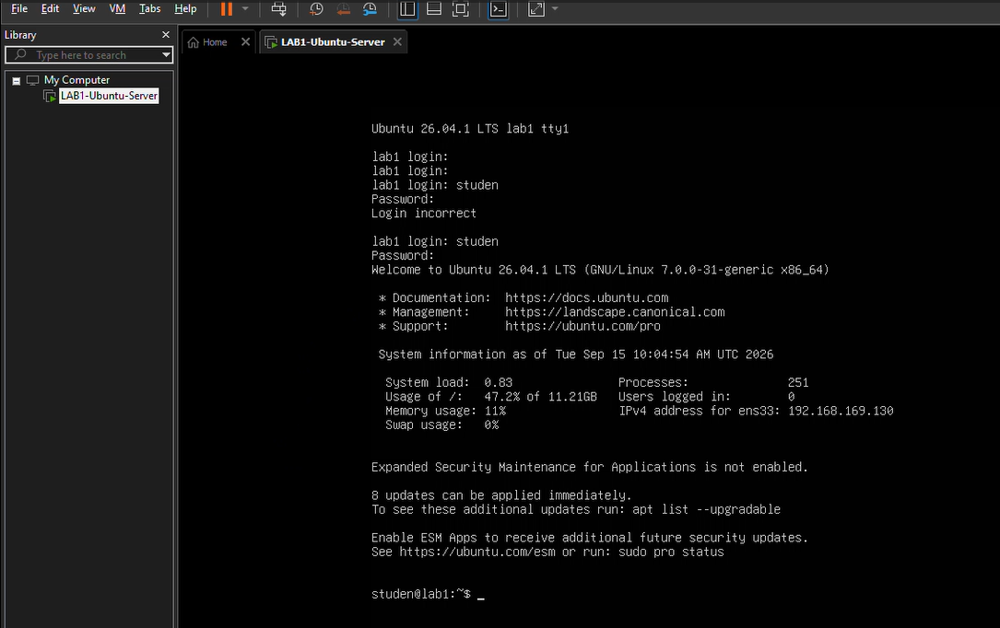 File Edit View VM Tabs Help
Library
Type here to search
My Computer
LAB1-Ubuntu-Server
Home
LAB1-Ubuntu-Server
Ubuntu 26.04.1 LTS lab1 tty1
lab1 login:
lab1 login:
lab1 login: studen
Password:
Login incorrect
lab1 login: studen
Password:
Welcome to Ubuntu 26.04.1 LTS (GNU/Linux 7.0.0-31-generic x86_64)
* Documentation:  https://docs.ubuntu.com
* Management:     https://landscape.canonical.com
* Support:        https://ubuntu.com/pro
System information as of Tue Sep 15 10:04:54 AM UTC 2026
System load:  0.83               Processes:              251
Usage of /:   47.2% of 11.21GB   Users logged in:        0
Memory usage: 11%                IPv4 address for ens33: 192.168.169.130
Swap usage:   0%
Expanded Security Maintenance for Applications is not enabled.
8 updates can be applied immediately.
To see these additional updates run: apt list --upgradable
Enable ESM Apps to receive additional future security updates.
See https://ubuntu.com/esm or run: sudo pro status
studen@lab1:~$ _